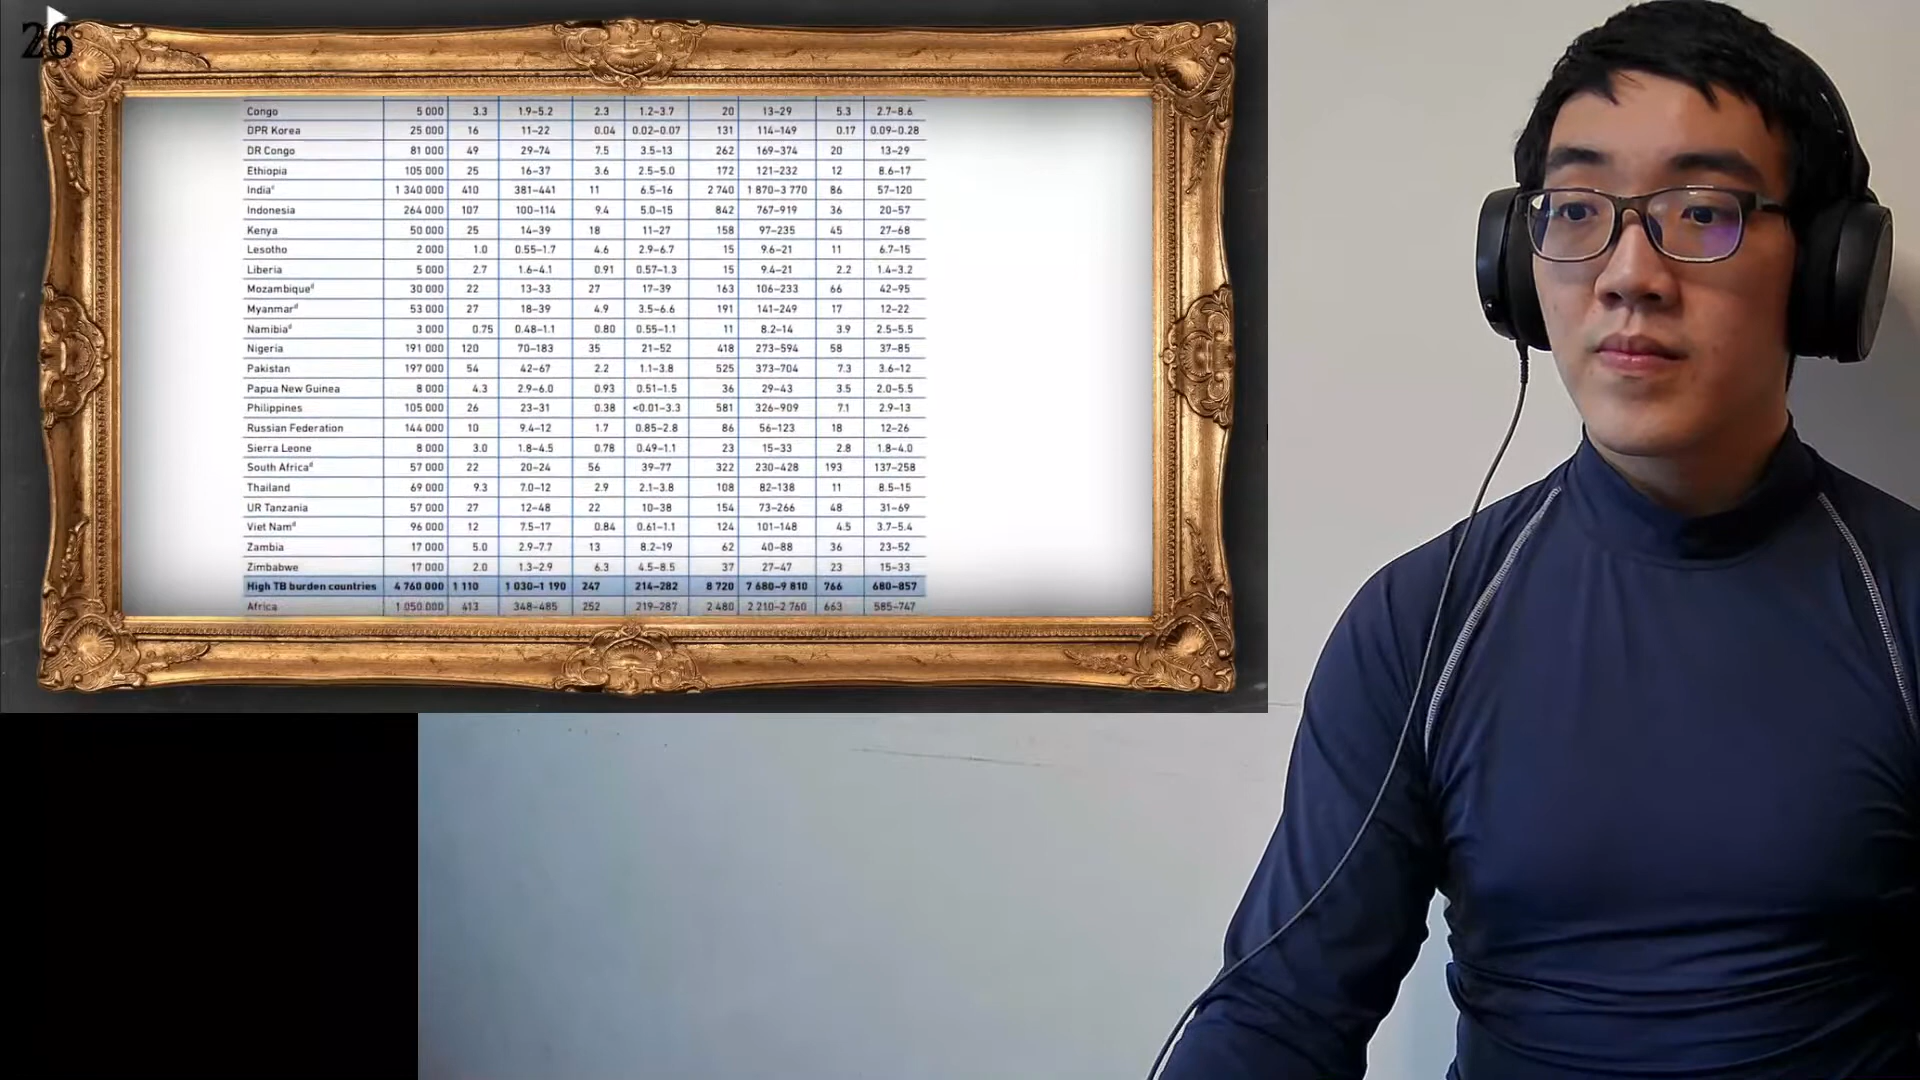 26
Congo 5 000 3.3 1.9–5.2 2.3 1.2–3.7 20 13–29 5.3 2.7–8.6
DPR Korea 25 000 16 11–22 0.04 0.02–0.07 131 114–149 0.17 0.09–0.28
DR Congo 81 000 49 29–74 7.5 3.5–13 262 169–374 20 13–29
Ethiopia 105 000 25 16–37 3.6 2.5–5.0 172 121–232 12 8.6–17
Indiaᶜ 1 340 000 410 381–441 11 6.5–16 2 740 1 870–3 770 86 57–120
Indonesia 264 000 107 100–114 9.4 5.0–15 842 767–919 36 20–57
Kenya 50 000 25 14–39 18 11–27 158 97–235 45 27–68
Lesotho 2 000 1.0 0.55–1.7 4.6 2.9–6.7 15 9.6–21 11 6.7–15
Liberia 5 000 2.7 1.6–4.1 0.91 0.57–1.3 15 9.4–21 2.2 1.4–3.2
Mozambiqueᵈ 30 000 22 13–33 27 17–39 163 106–233 66 42–95
Myanmarᵈ 53 000 27 18–39 4.9 3.5–6.6 191 141–249 17 12–22
Namibiaᵈ 3 000 0.75 0.48–1.1 0.80 0.55–1.1 11 8.2–14 3.9 2.5–5.5
Nigeria 191 000 120 70–183 35 21–52 418 273–594 58 37–85
Pakistan 197 000 54 42–67 2.2 1.1–3.8 525 373–704 7.3 3.6–12
Papua New Guinea 8 000 4.3 2.9–6.0 0.93 0.51–1.5 36 29–43 3.5 2.0–5.5
Philippines 105 000 26 23–31 0.38 <0.01–3.3 581 326–909 7.1 2.9–13
Russian Federation 144 000 10 9.4–12 1.7 0.85–2.8 86 56–123 18 12–26
Sierra Leone 8 000 3.0 1.8–4.5 0.78 0.49–1.1 23 15–33 2.8 1.8–4.0
South Africaᵈ 57 000 22 20–24 56 39–77 322 230–428 193 137–258
Thailand 69 000 9.3 7.0–12 2.9 2.1–3.8 108 82–138 11 8.5–15
UR Tanzania 57 000 27 12–48 22 10–38 154 73–266 48 31–69
Viet Namᵈ 96 000 12 7.5–17 0.84 0.61–1.1 124 101–148 4.5 3.7–5.4
Zambia 17 000 5.0 2.9–7.7 13 8.2–19 62 40–88 36 23–52
Zimbabwe 17 000 2.0 1.3–2.9 6.3 4.5–8.5 37 27–47 23 15–33
High TB burden countries 4 760 000 1 110 1 030–1 190 247 214–282 8 720 7 680–9 810 766 680–857
Africa 1 050 000 413 348–485 252 219–287 2 480 2 210–2 760 663 585–747